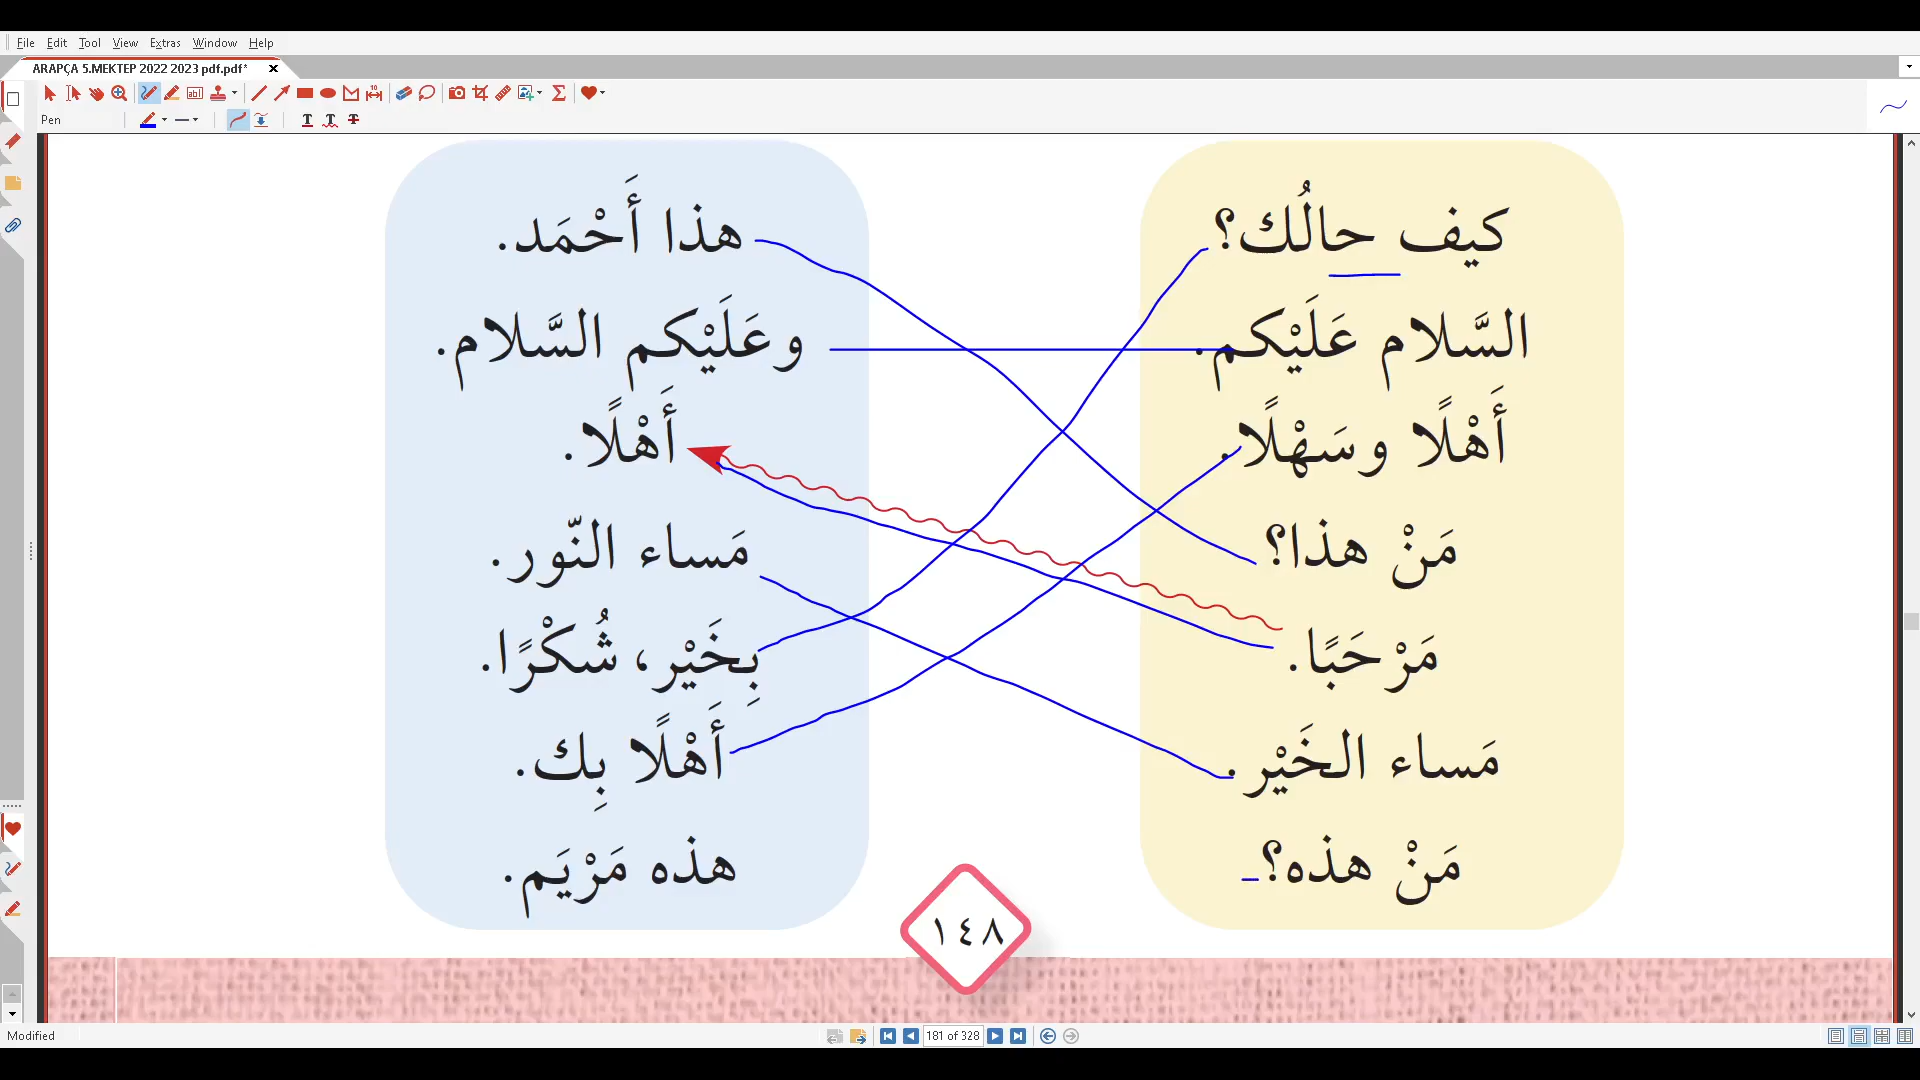 File Edit Tool View Extras Window Help
ARAPÇA 5.MEKTEP 2022 2023 pdf.pdf*
Pen
كيف حالُك؟
السَّلام عَلَيْكم.
أَهْلًا وسَهْلًا.
مَنْ هذا؟
مَرْحَبًا.
مَساء الخَيْر.
مَنْ هذه؟
هذا أَحْمَد.
وعَلَيْكم السَّلام.
أَهْلًا.
مَساء النّور.
بِخَيْر، شُكْرًا.
أَهْلًا بِك.
هذه مَرْيَم.
١٤٨
Modified
181 of 328